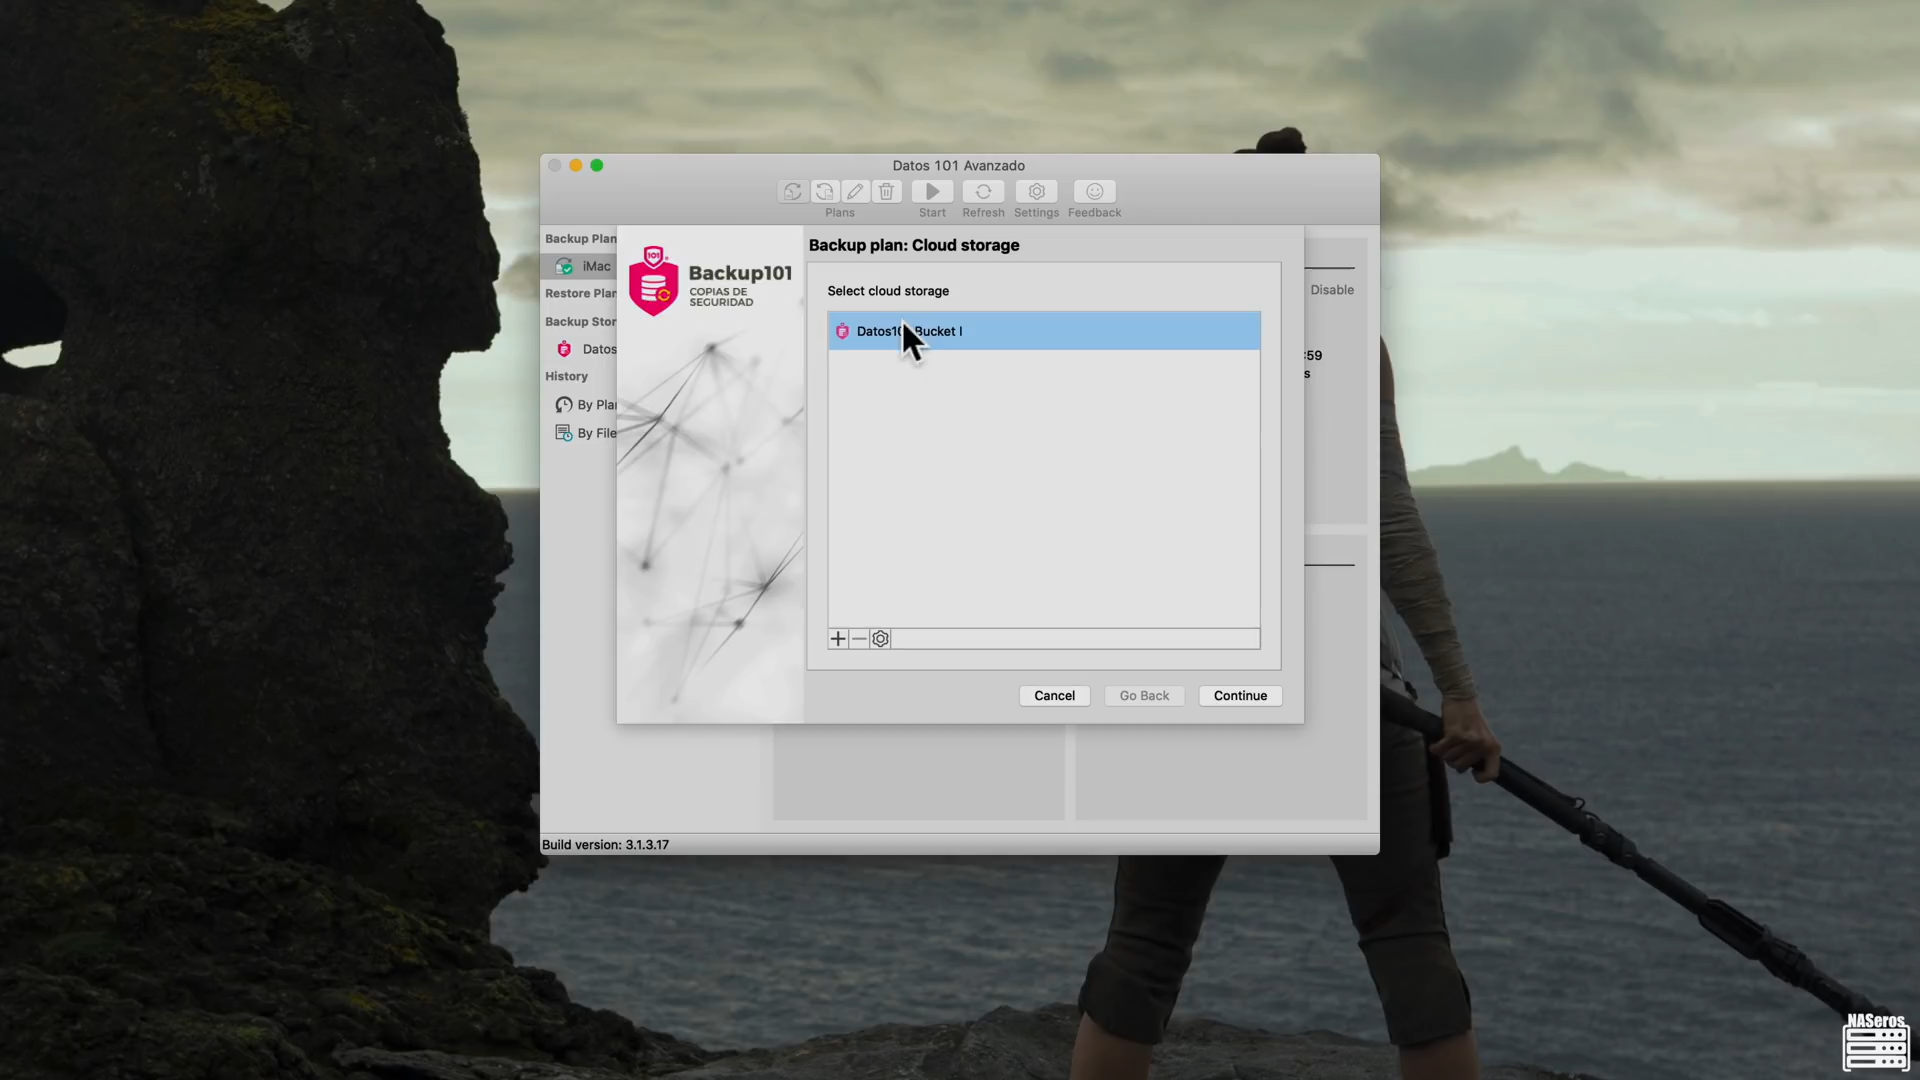 Datos 101 Avanzado
Plans
Start
Refresh
Settings
Feedback
Backup Plan
iMac
Restore Plan
Backup Stor
Datos
History
By Plan
By File
101
Backup101
COPIAS DE
SEGURIDAD
Backup plan: Cloud storage
Select cloud storage
Bucket I
Cancel
Go Back
Continue
Disable
:59
s
Build version: 3.1.3.17
NASeros